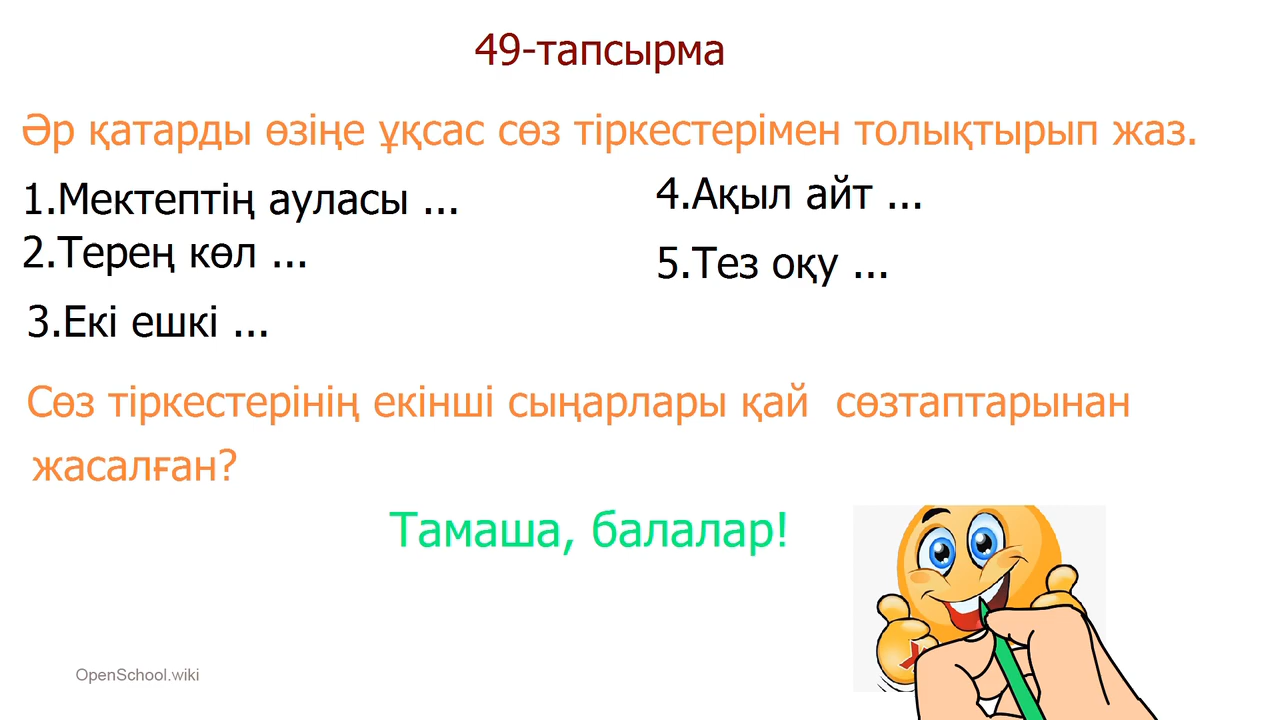 49-тапсырма
Әр қатарды өзіңе ұқсас сөз тіркестерімен толықтырып жаз.
1.Мектептің ауласы ...
2.Терең көл ...
3.Екі ешкі ...
4.Ақыл айт ...
5.Тез оқу ...
Сөз тіркестерінің екінші сыңарлары қай сөзтаптарынан
жасалған?
Тамаша, балалар!
OpenSchool.wiki